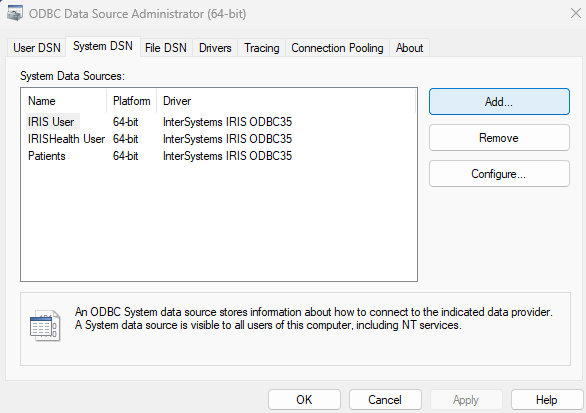 ODBC Data Source Administrator (64-bit)
User DSN System DSN File DSN Drivers Tracing Connection Pooling About
System Data Sources:
Name Platform Driver
IRIS User 64-bit InterSystems IRIS ODBC35
IRISHealth User 64-bit InterSystems IRIS ODBC35
Patients 64-bit InterSystems IRIS ODBC35
Add...
Remove
Configure...
An ODBC System data source stores information about how to connect to the indicated data provider.
A System data source is visible to all users of this computer, including NT services.
OK Cancel Apply Help